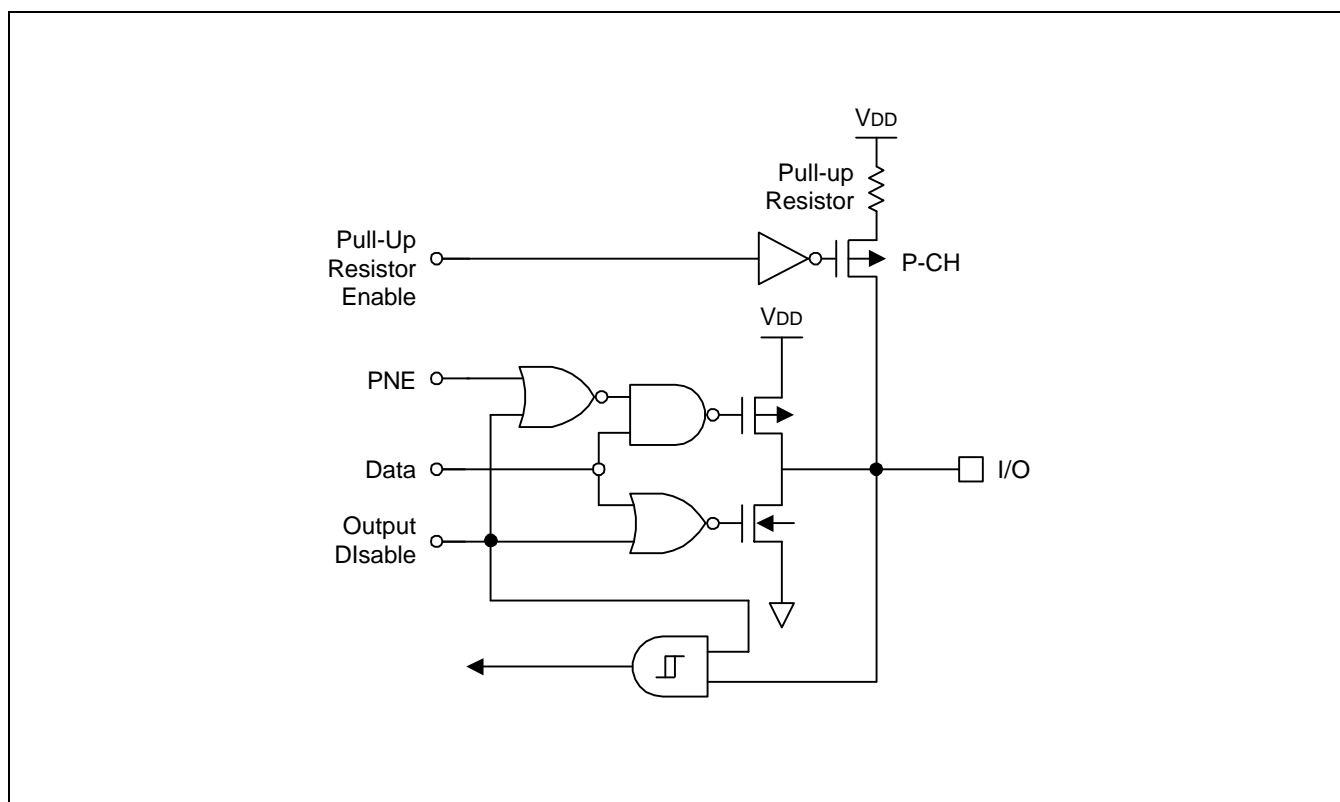 VDD
Pull-up
Resistor
Pull-Up
Resistor
Enable
P-CH
VDD
PNE
Data
I/O
Output
DIsable